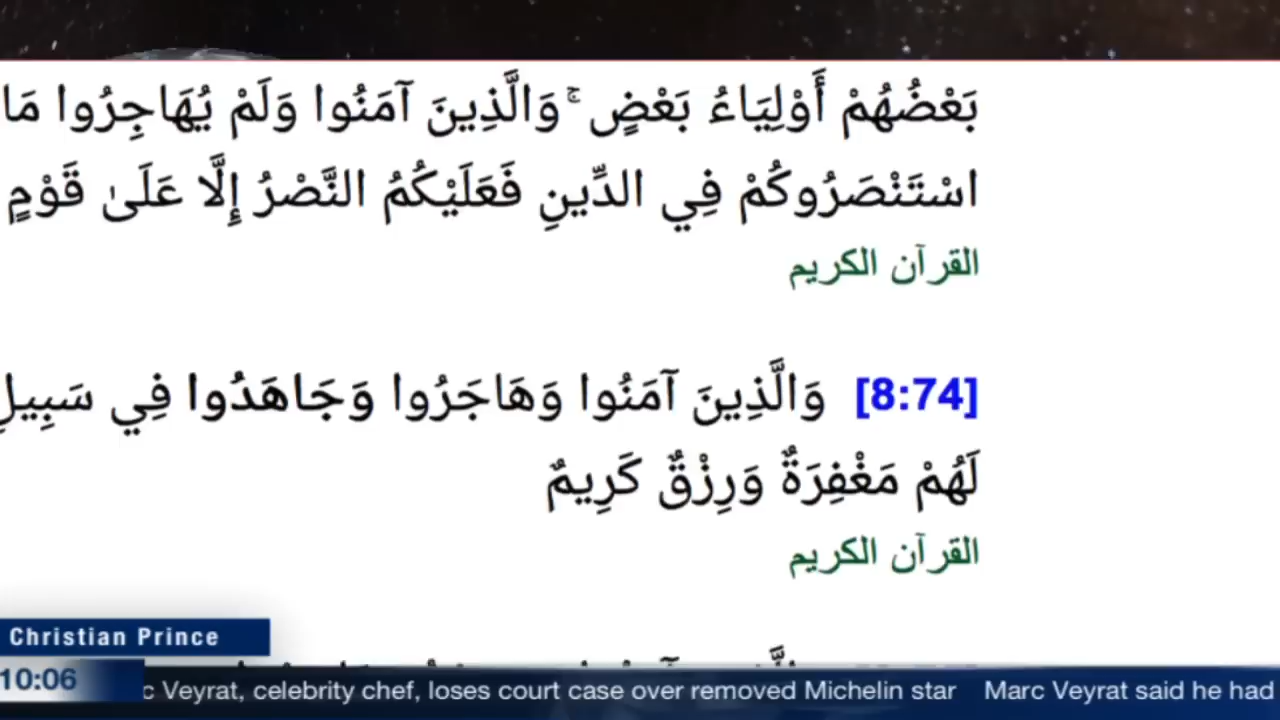 بَعْضُهُمْ أَوْلِيَاءُ بَعْضٍ ۚ وَالَّذِينَ آمَنُوا وَلَمْ يُهَاجِرُوا مَا
اسْتَنْصَرُوكُمْ فِي الدِّينِ فَعَلَيْكُمُ النَّصْرُ إِلَّا عَلَىٰ قَوْمٍ
القرآن الكريم
[8:74] وَالَّذِينَ آمَنُوا وَهَاجَرُوا وَجَاهَدُوا فِي سَبِيلِ
لَهُمْ مَغْفِرَةٌ وَرِزْقٌ كَرِيمٌ
القرآن الكريم
Christian Prince
10:06
c Veyrat, celebrity chef, loses court case over removed Michelin star Marc Veyrat said he had